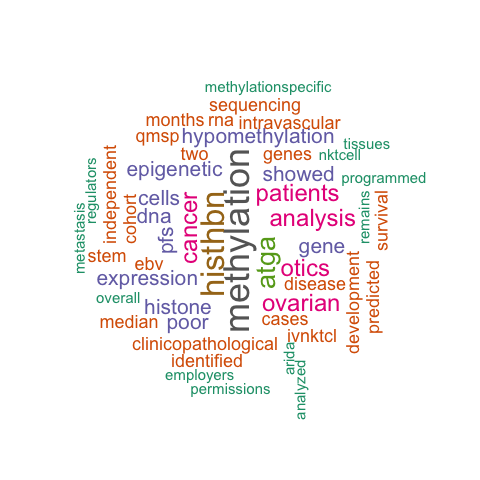 methylationspecific
sequencing
months rna intravascular
qmsp hypomethylation tissues
two genes nktcell
epigenetic showed programmed
regulators
metastasis
independent
cohort
cells
dna
pfs
cancer
histhbn
methylation
patients
analysis
atga
gene
remains
survival
stem
ebv
otics
expression
disease
development
predicted
overall
histone
ovarian
median poor cases
ivnktcl
clinicopathological
identified
arida
employers
permissions
analyzed